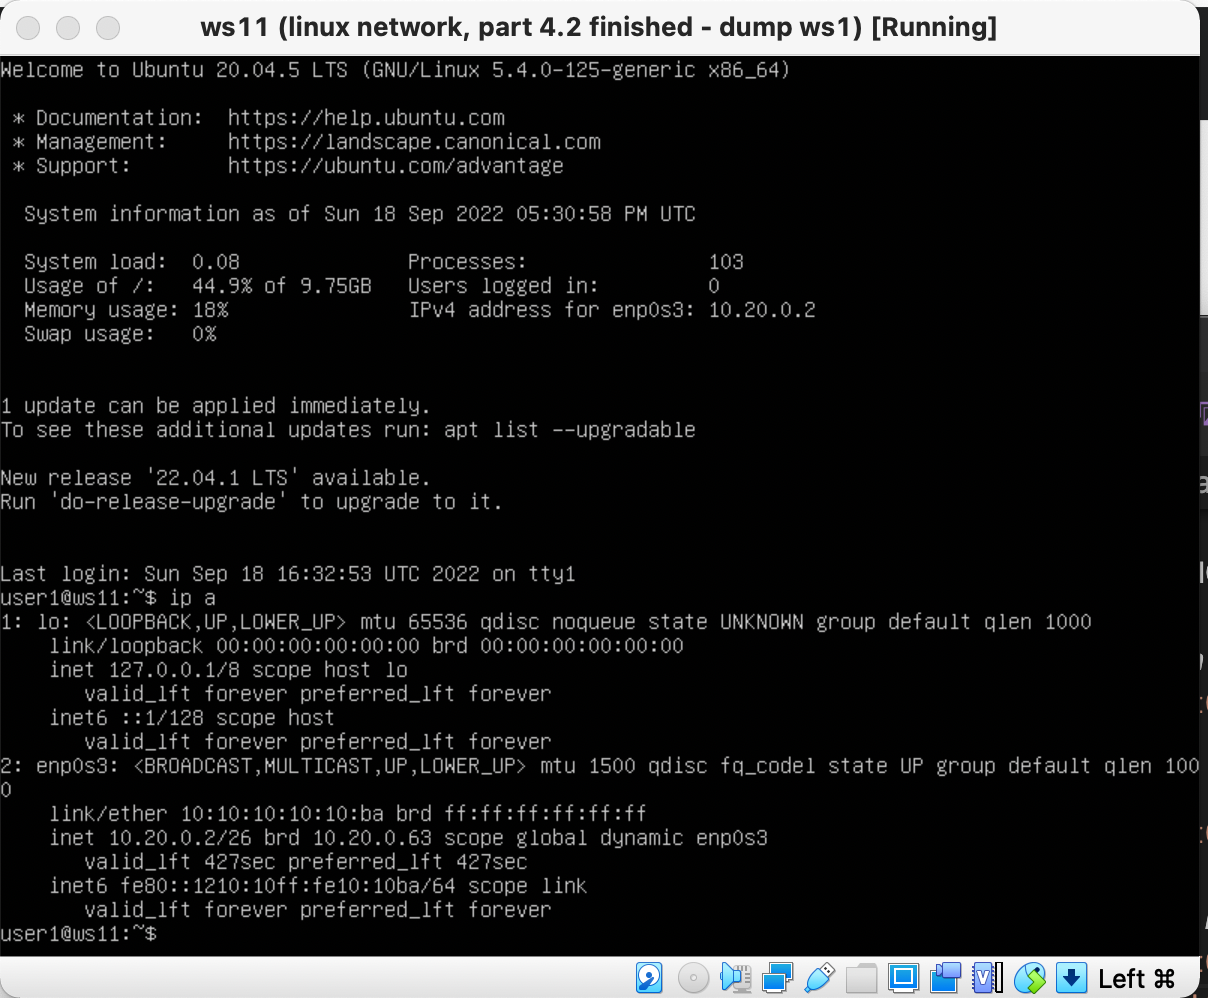 ws11 (linux network, part 4.2 finished - dump ws1) [Running]
Welcome to Ubuntu 20.04.5 LTS (GNU/Linux 5.4.0-125-generic x86_64)
* Documentation: https://help.ubuntu.com
* Management: https://landscape.canonical.com
* Support: https://ubuntu.com/advantage
System information as of Sun 18 Sep 2022 05:30:58 PM UTC
System load: 0.08 Processes: 103
Usage of /: 44.9% of 9.75GB Users logged in: 0
Memory usage: 18% IPv4 address for enp0s3: 10.20.0.2
Swap usage: 0%
1 update can be applied immediately.
To see these additional updates run: apt list --upgradable
New release '22.04.1 LTS' available.
Run 'do-release-upgrade' to upgrade to it.
Last login: Sun Sep 18 16:32:53 UTC 2022 on tty1
user1@ws11:~$ ip a
1: lo: <LOOPBACK,UP,LOWER_UP> mtu 65536 qdisc noqueue state UNKNOWN group default qlen 1000
link/loopback 00:00:00:00:00:00 brd 00:00:00:00:00:00
inet 127.0.0.1/8 scope host lo
valid_lft forever preferred_lft forever
inet6 ::1/128 scope host
valid_lft forever preferred_lft forever
2: enp0s3: <BROADCAST,MULTICAST,UP,LOWER_UP> mtu 1500 qdisc fq_codel state UP group default qlen 100
0
link/ether 10:10:10:10:10:ba brd ff:ff:ff:ff:ff:ff
inet 10.20.0.2/26 brd 10.20.0.63 scope global dynamic enp0s3
valid_lft 427sec preferred_lft 427sec
inet6 fe80::1210:10ff:fe10:10ba/64 scope link
valid_lft forever preferred_lft forever
user1@ws11:~$
Left ⌘